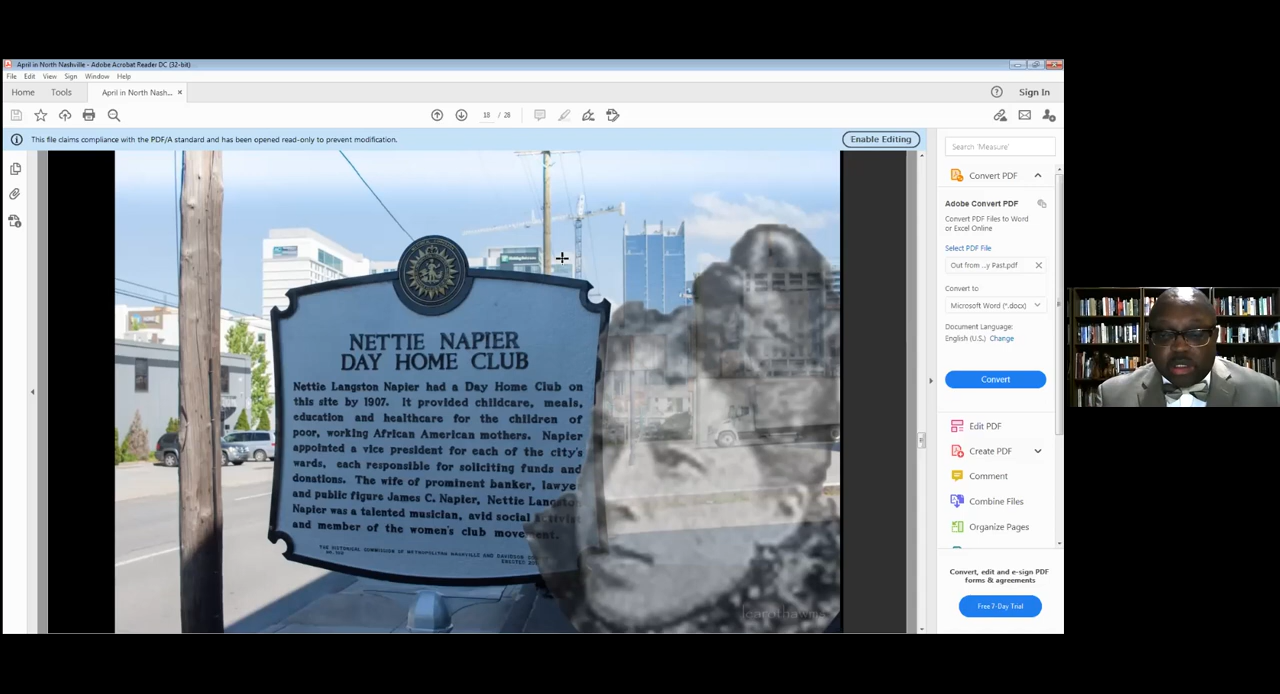 April in North Nashville - Adobe Acrobat Reader DC (32-bit)
File Edit View Sign Window Help
Home Tools April in North Nash... × Sign In
18 / 28
This file claims compliance with the PDF/A standard and has been opened read-only to prevent modification. Enable Editing
NETTIE NAPIER
DAY HOME CLUB
Nettie Langston Napier had a Day Home Club on
this site by 1907. It provided childcare, meals,
education and healthcare for the children of
poor, working African American mothers. Napier
appointed a vice president for each of the city's
wards, each responsible for soliciting funds and
donations. The wife of prominent banker, lawyer
and public figure James C. Napier, Nettie Langston
Napier was a talented musician, avid social activist
and member of the women's club movement.
THE HISTORICAL COMMISSION OF METROPOLITAN NASHVILLE AND DAVIDSON
ERECTED
Search 'Measure'
Convert PDF
Adobe Convert PDF
Convert PDF Files to Word
or Excel Online
Select PDF File
Out from ...y Past.pdf ×
Convert to
Microsoft Word (*.docx)
Document Language:
English (U.S.) Change
Convert
Edit PDF
Create PDF
Comment
Combine Files
Organize Pages
Convert, edit and e-sign PDF
forms & agreements
Free 7-Day Trial